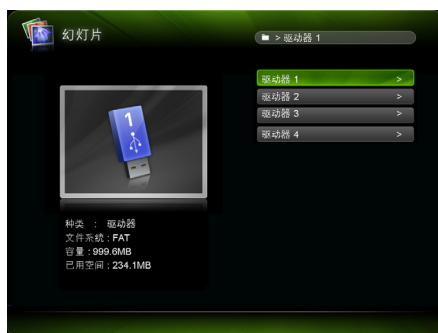 幻灯片
> 驱动器 1
驱动器 1 >
驱动器 2 >
驱动器 3 >
驱动器 4 >
1
种类 : 驱动器
文件系统 : FAT
容量 : 999.6MB
已用空间 : 234.1MB